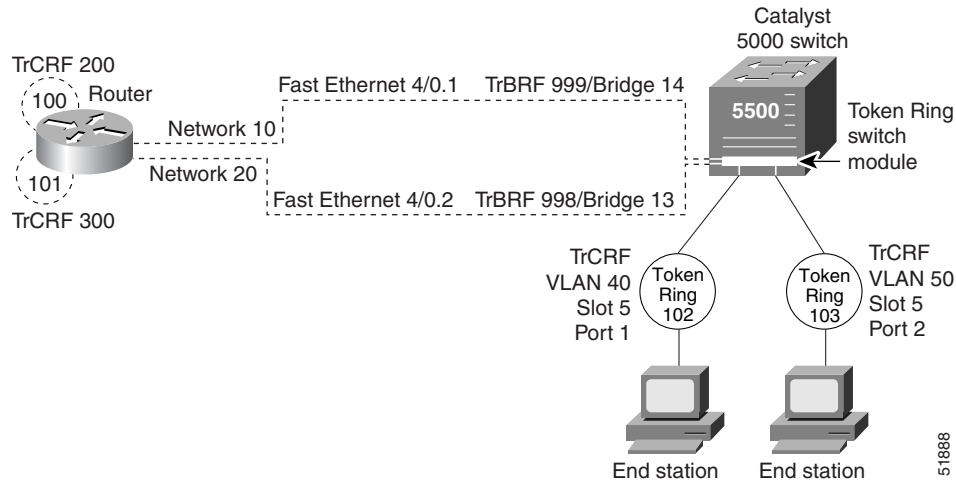 Catalyst
5000 switch
TrCRF 200
100
Router
Fast Ethernet 4/0.1
TrBRF 999/Bridge 14
5500
Token Ring
switch
module
Network 10
Network 20
101
TrCRF 300
Fast Ethernet 4/0.2
TrBRF 998/Bridge 13
TrCRF
VLAN 40
Slot 5
Port 1
Token
Ring
102
Token
Ring
103
TrCRF
VLAN 50
Slot 5
Port 2
End station
End station
51888